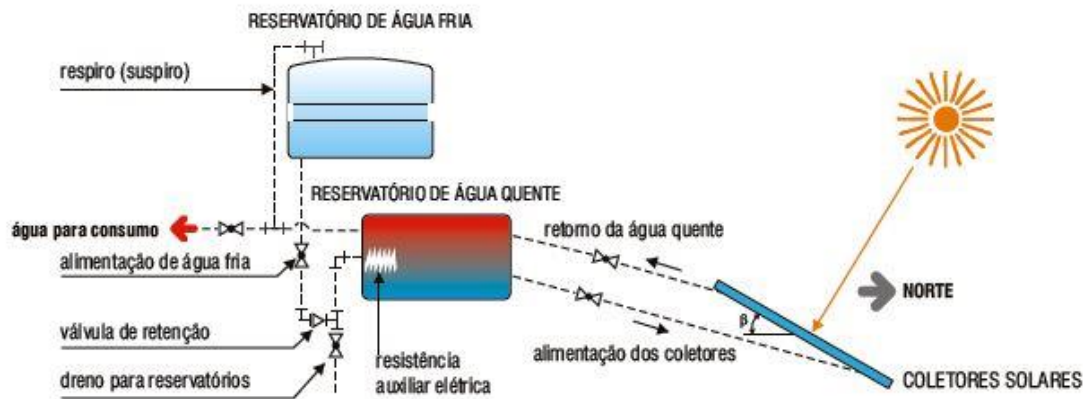 RESERVATÓRIO DE ÁGUA FRIA
respiro (suspiro)
RESERVATÓRIO DE ÁGUA QUENTE
água para consumo
retorno da água quente
alimentação de água fria
NORTE
β
válvula de retenção
resistência
auxiliar elétrica
alimentação dos coletores
dreno para reservatórios
COLETORES SOLARES